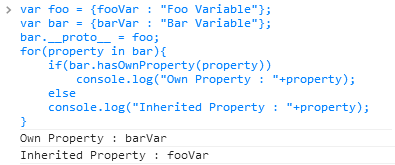 > var foo = {fooVar : "Foo Variable"};
var bar = {barVar : "Bar Variable"};
bar.__proto__ = foo;
for(property in bar){
if(bar.hasOwnProperty(property))
console.log("Own Property : "+property);
else
console.log("Inherited Property : "+property);
}
Own Property : barVar
Inherited Property : fooVar